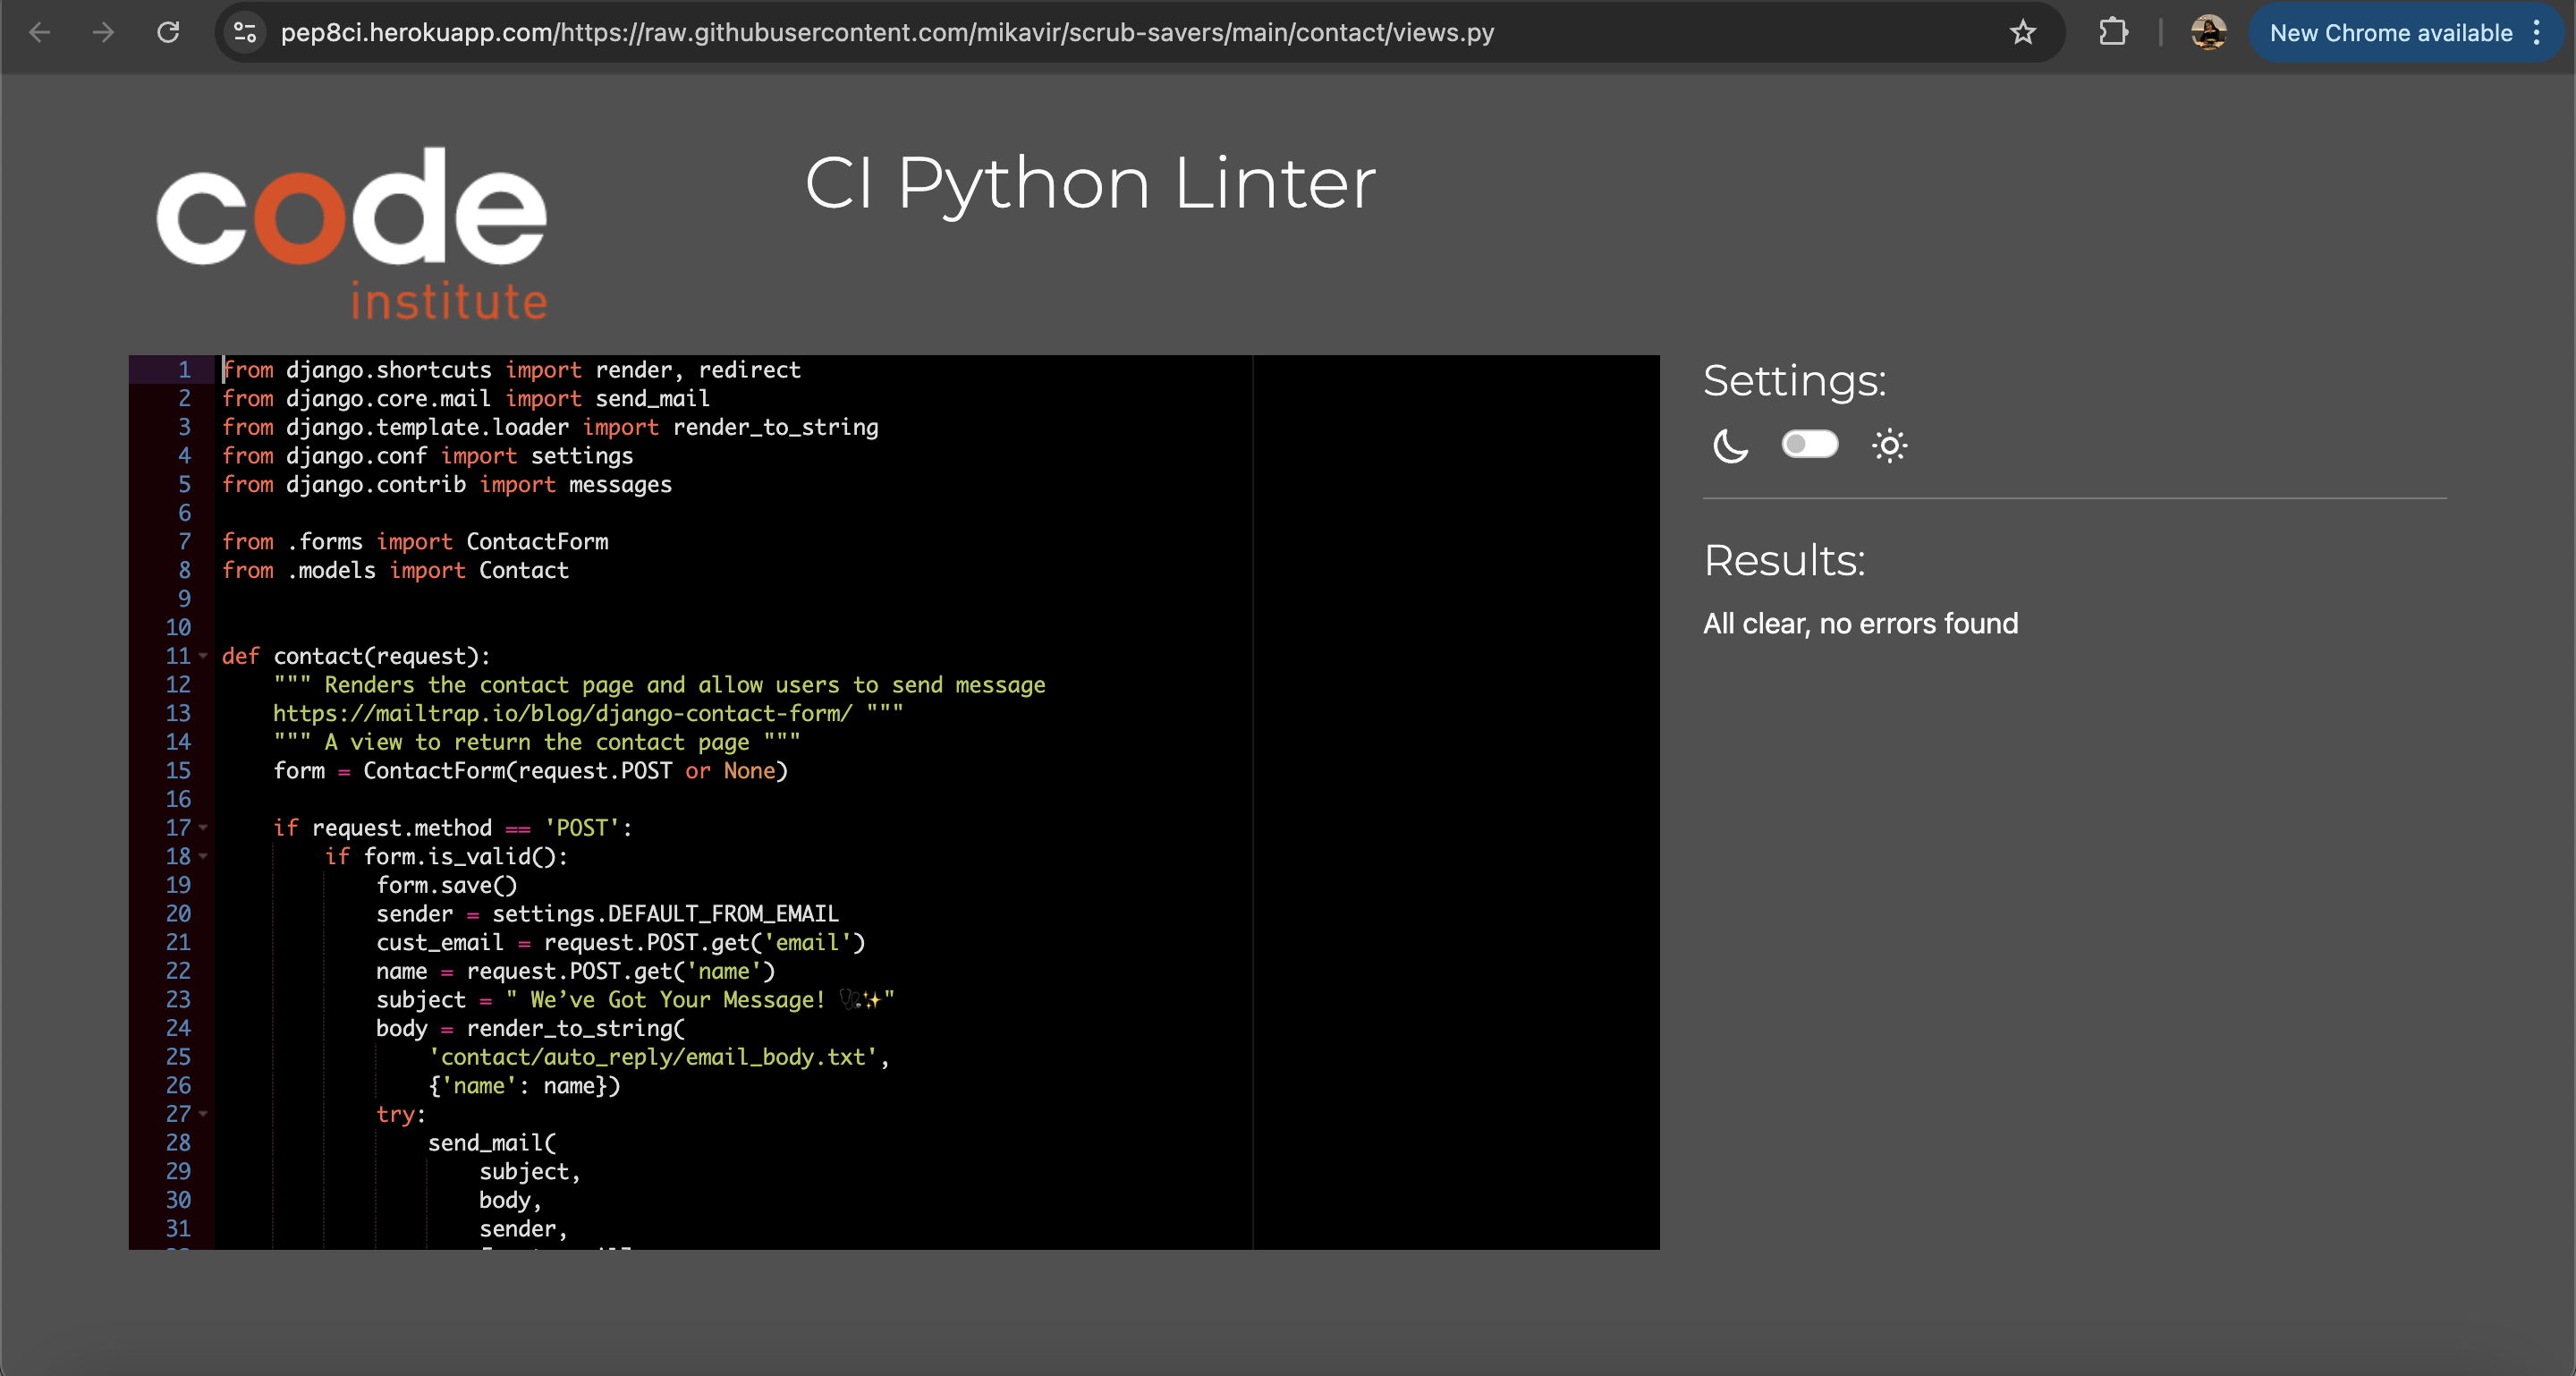 pep8ci.herokuapp.com/https://raw.githubusercontent.com/mikavir/scrub-savers/main/contact/views.py
New Chrome available
code
institute
CI Python Linter
1 from django.shortcuts import render, redirect
2 from django.core.mail import send_mail
3 from django.template.loader import render_to_string
4 from django.conf import settings
5 from django.contrib import messages
6
7 from .forms import ContactForm
8 from .models import Contact
9
10
11 def contact(request):
12     """ Renders the contact page and allow users to send message
13     https://mailtrap.io/blog/django-contact-form/ """
14     """ A view to return the contact page """
15     form = ContactForm(request.POST or None)
16
17     if request.method == 'POST':
18         if form.is_valid():
19             form.save()
20             sender = settings.DEFAULT_FROM_EMAIL
21             cust_email = request.POST.get('email')
22             name = request.POST.get('name')
23             subject = " We’ve Got Your Message! 🩺✨"
24             body = render_to_string(
25                 'contact/auto_reply/email_body.txt',
26                 {'name': name})
27             try:
28                 send_mail(
29                     subject,
30                     body,
31                     sender,
Settings:
Results:
All clear, no errors found